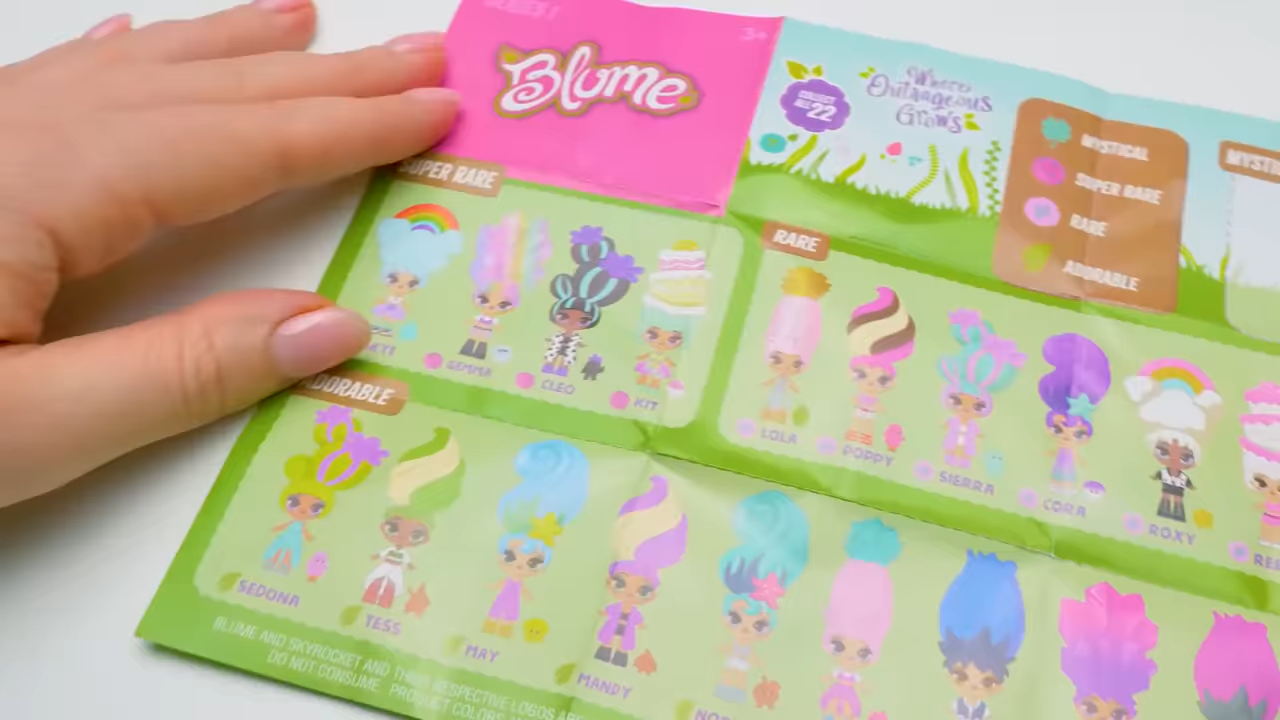 SERIES 1
3+
Blume
COLLECT
ALL 22
Where
Outrageous
Grows
MYSTICAL
SUPER RARE
RARE
ADORABLE
SUPER RARE
GEMMA
CLEO
KIT
RARE
LOLA
POPPY
SIERRA
CORA
ROXY
ADORABLE
SEDONA
TESS
MAY
MANDY
BLUME AND SKYROCKET AND THEIR RESPECTIVE LOGOS ARE
DO NOT CONSUME. PRODUCT COLORS